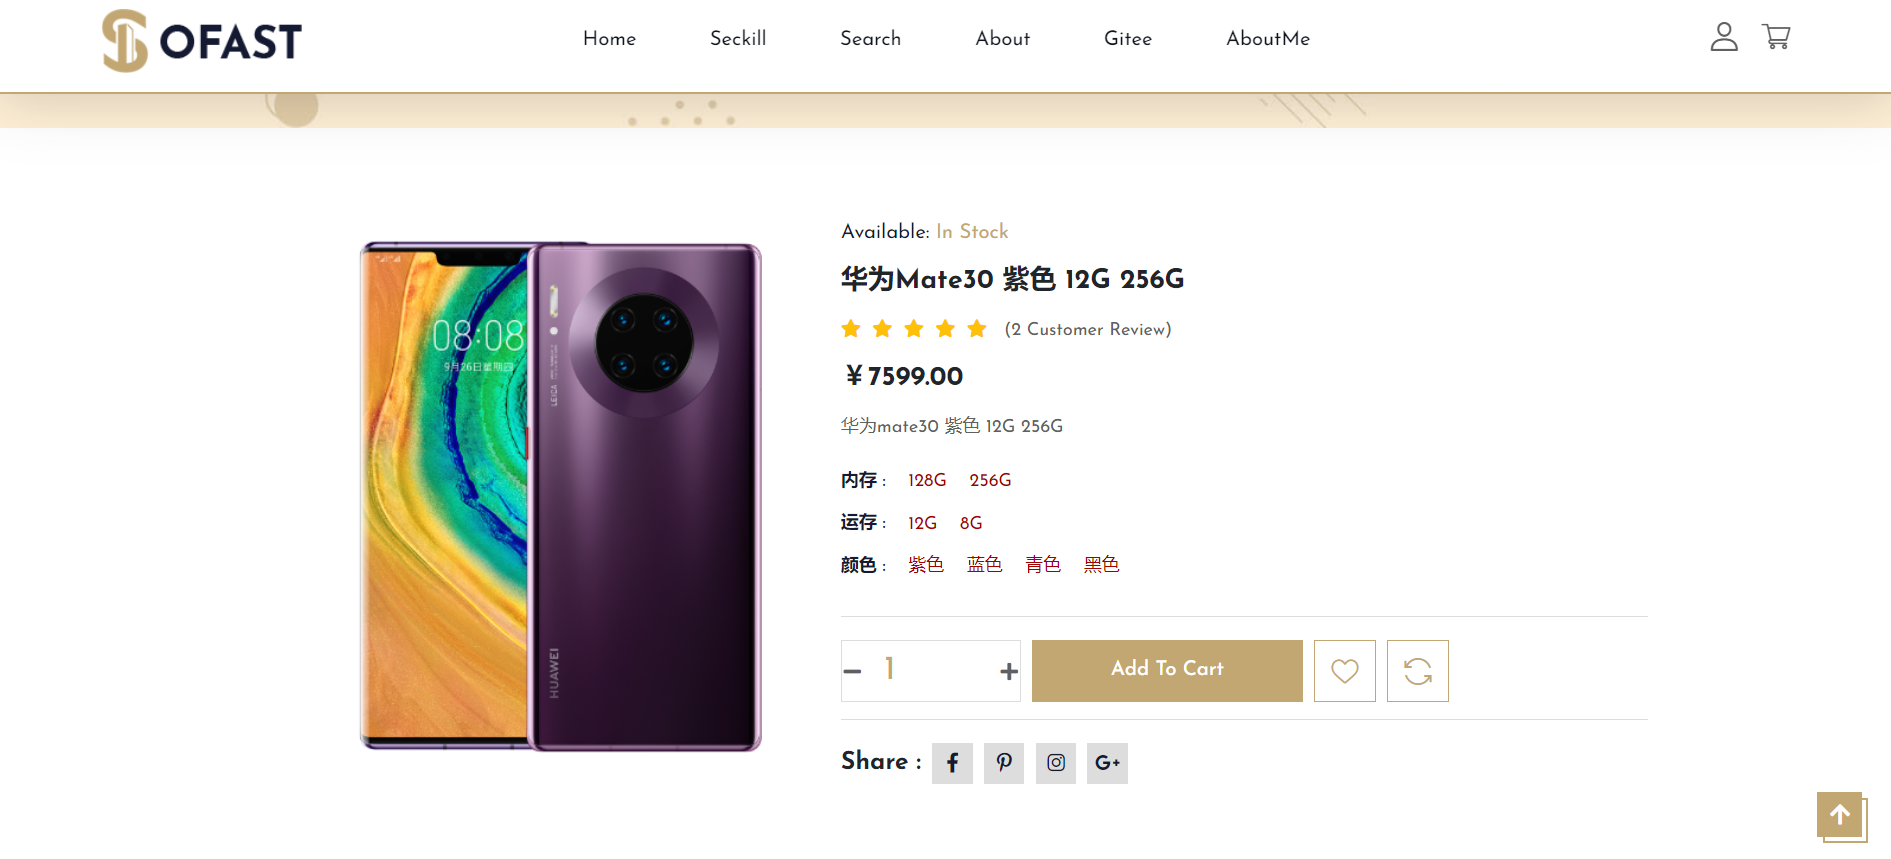 OFAST
Home Seckill Search About Gitee AboutMe
Available: In Stock
华为Mate30 紫色 12G 256G
(2 Customer Review)
¥7599.00
华为mate30 紫色 12G 256G
内存 : 128G 256G
运存 : 12G 8G
颜色 : 紫色 蓝色 青色 黑色
1 Add To Cart
Share :
G+
08:08
9月26日星期四
LEICA
HUAWEI